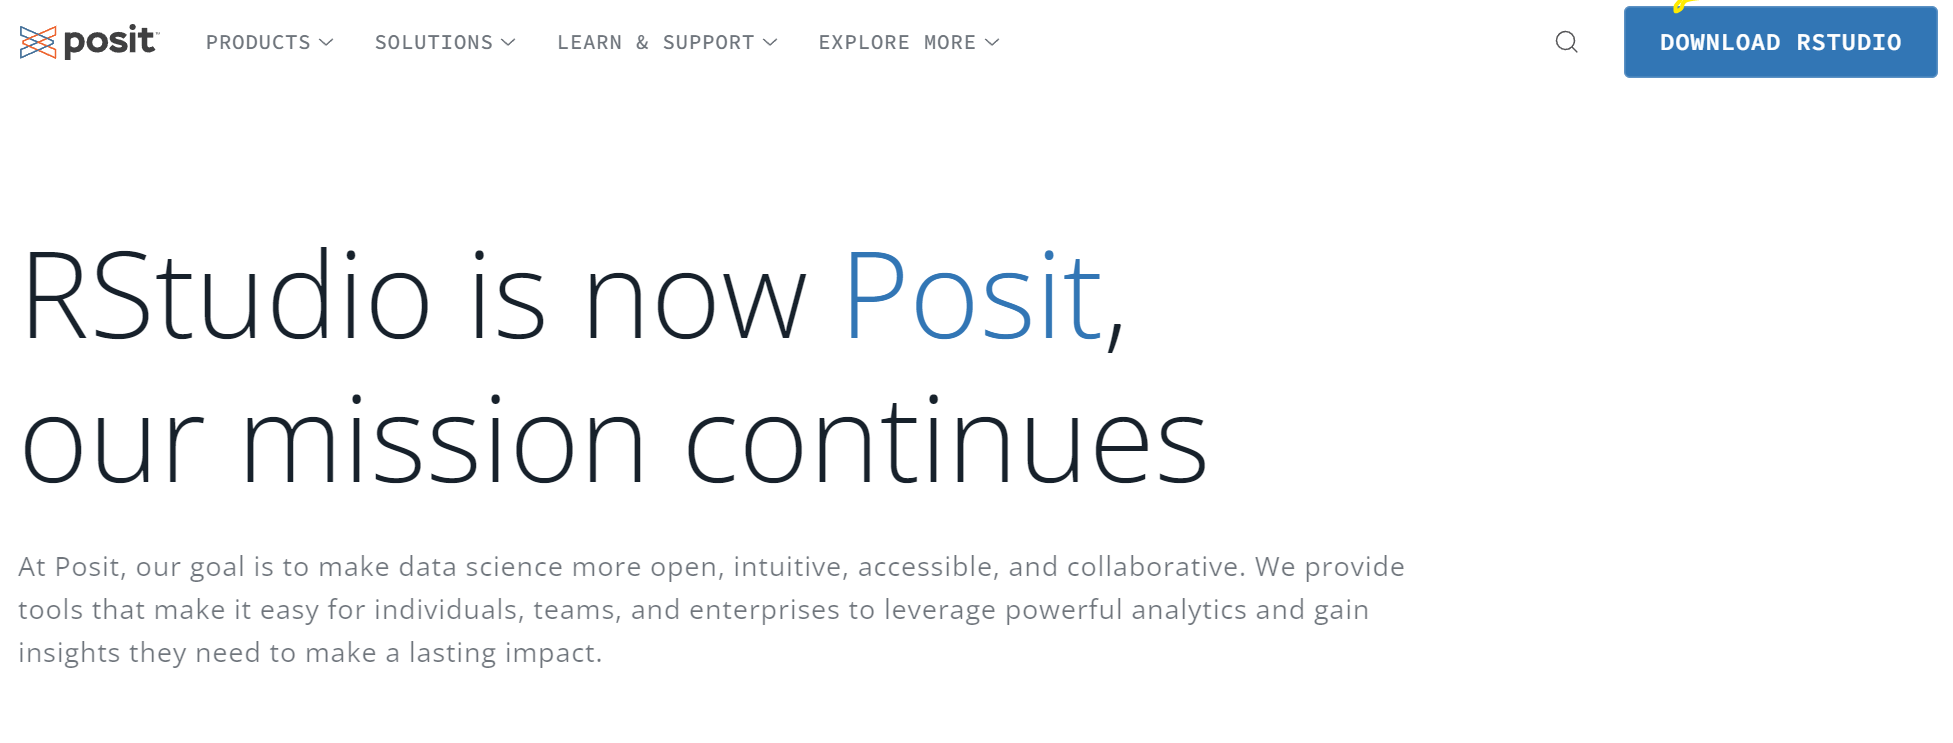 posit™
PRODUCTS
SOLUTIONS
LEARN & SUPPORT
EXPLORE MORE
DOWNLOAD RSTUDIO
RStudio is now Posit,
our mission continues
At Posit, our goal is to make data science more open, intuitive, accessible, and collaborative. We provide
tools that make it easy for individuals, teams, and enterprises to leverage powerful analytics and gain
insights they need to make a lasting impact.